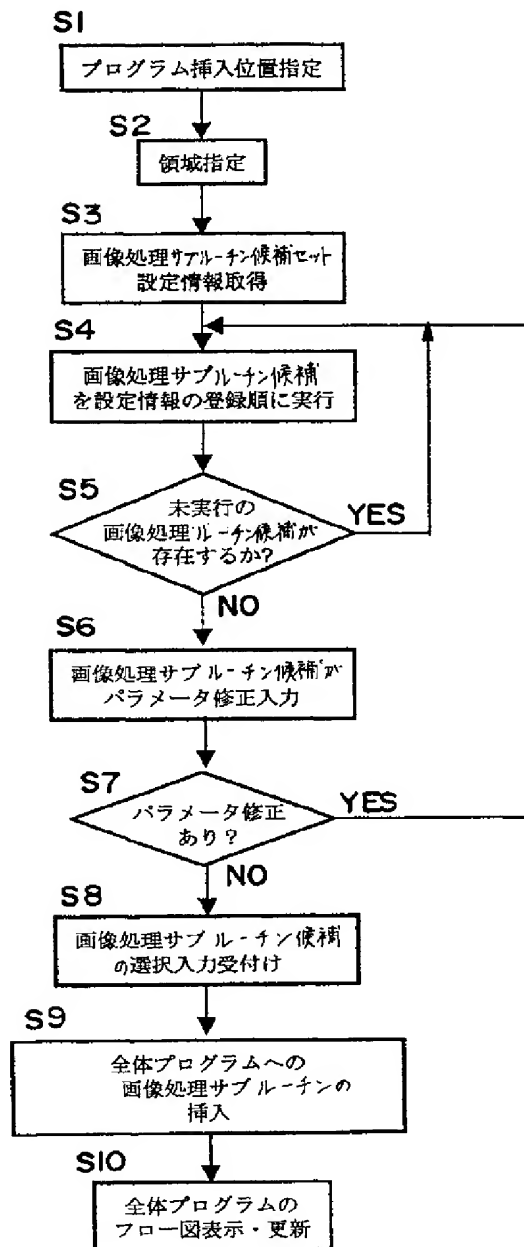 S1
プログラム挿入位置指定
S2
領域指定
S3
画像処理サブルーチン候補セット
設定情報取得
S4
画像処理サブルーチン候補
を設定情報の登録順に実行
S5
未実行の
画像処理ルーチン候補が
存在するか?
YES
NO
S6
画像処理サブルーチン候補が
パラメータ修正入力
S7
パラメータ修正
あり?
YES
NO
S8
画像処理サブルーチン候補
の選択入力受付け
S9
全体プログラムへの
画像処理サブルーチンの
挿入
S10
全体プログラムの
フロー図表示・更新